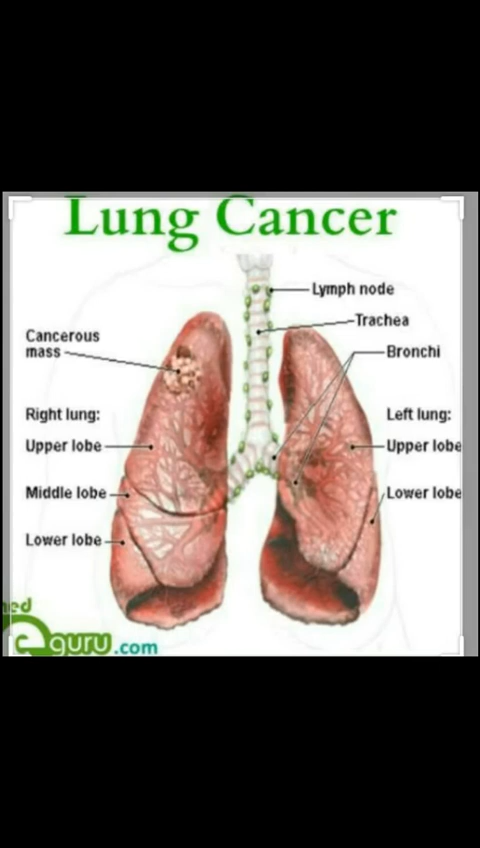 Lung Cancer
Lymph node
Trachea
Bronchi
Cancerous
mass
Right lung:
Upper lobe
Middle lobe
Lower lobe
Left lung:
Upper lobe
Lower lobe
guru.com